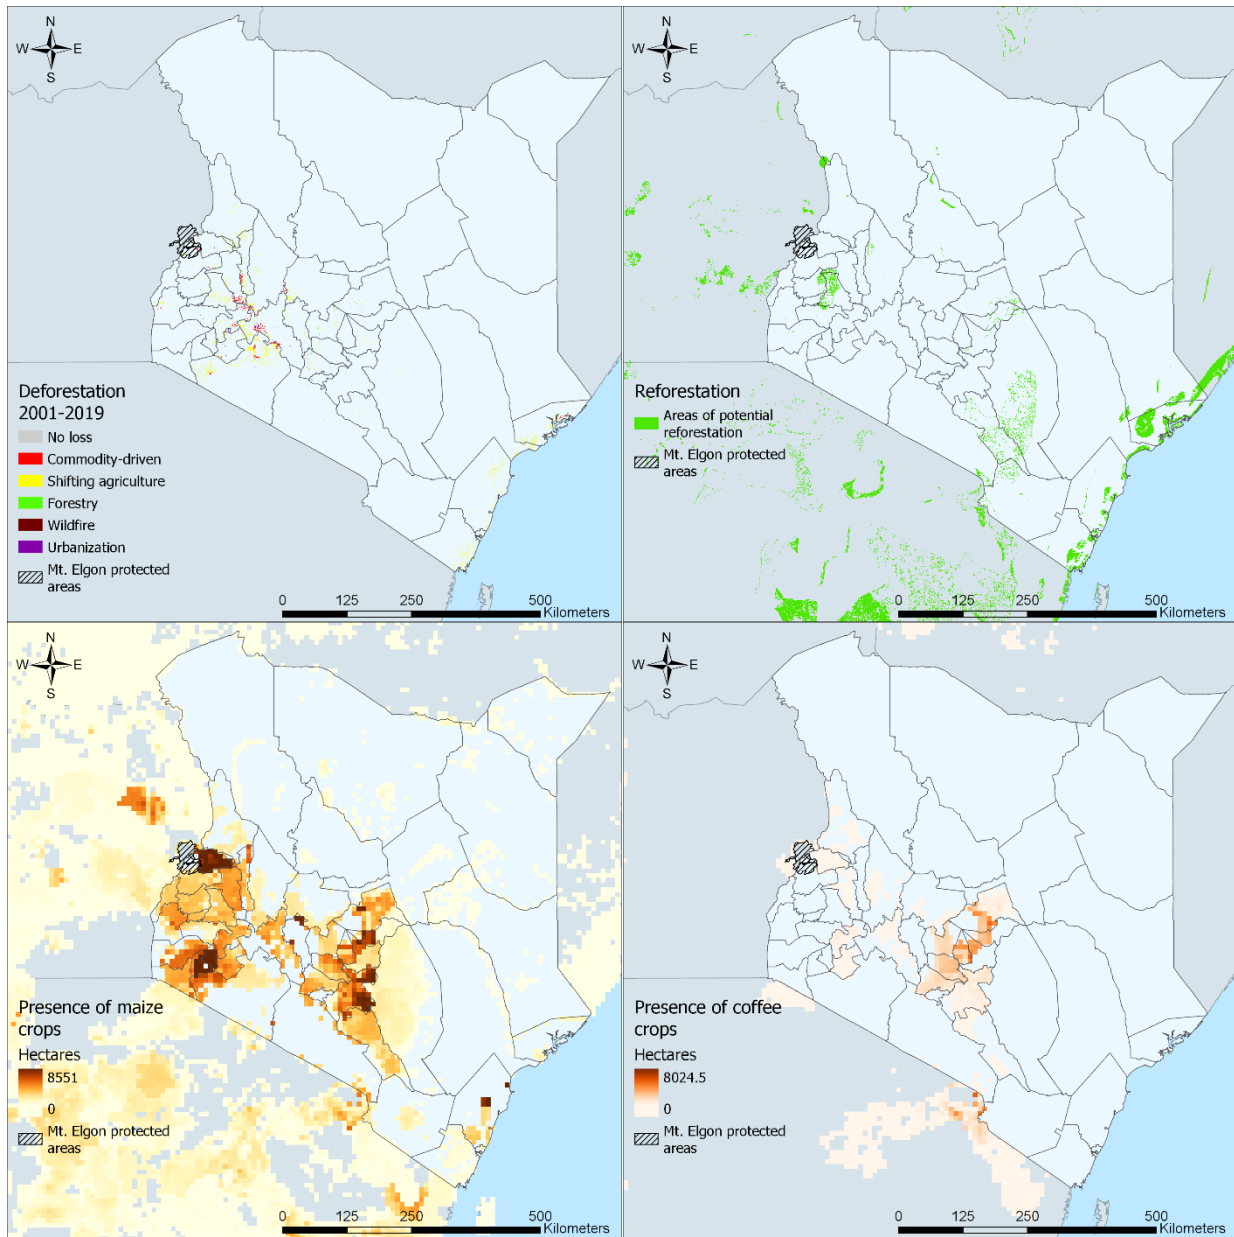 N
W E
S
Deforestation
2001-2019
No loss
Commodity-driven
Shifting agriculture
Forestry
Wildfire
Urbanization
Mt. Elgon protected
areas
0 125 250 500
Kilometers
N
W E
S
Reforestation
Areas of potential
reforestation
Mt. Elgon protected
areas
0 125 250 500
Kilometers
N
W E
S
Presence of maize
crops
Hectares
8551
0
Mt. Elgon protected
areas
0 125 250 500
Kilometers
N
W E
S
Presence of coffee
crops
Hectares
8024.5
0
Mt. Elgon protected
areas
0 125 250 500
Kilometers